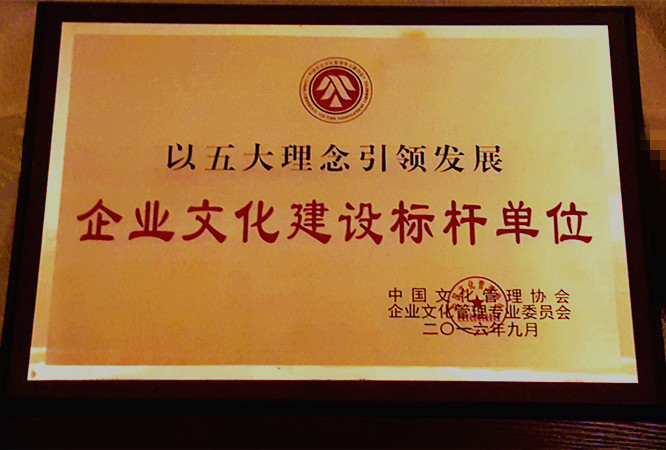 以五大理念引领发展
企业文化建设标杆单位
中国文化管理协会
企业文化管理专业委员会
二〇一六年九月